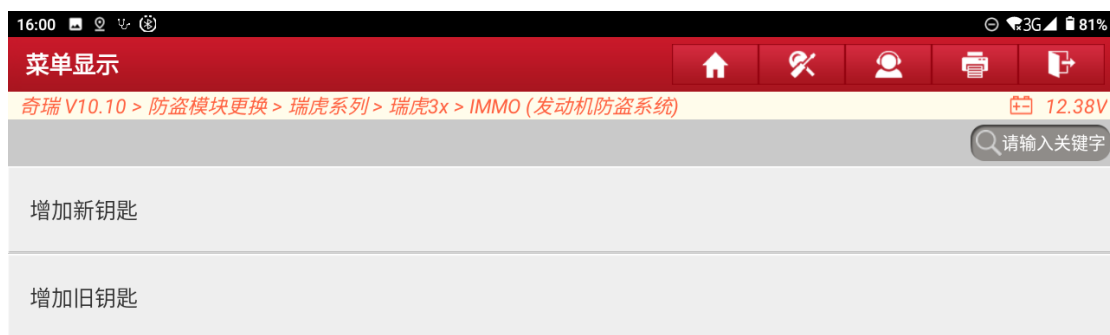 16:00 3G 81%
菜单显示
奇瑞 V10.10 > 防盗模块更换 > 瑞虎系列 > 瑞虎3x > IMMO (发动机防盗系统) 12.38V
请输入关键字
增加新钥匙
增加旧钥匙